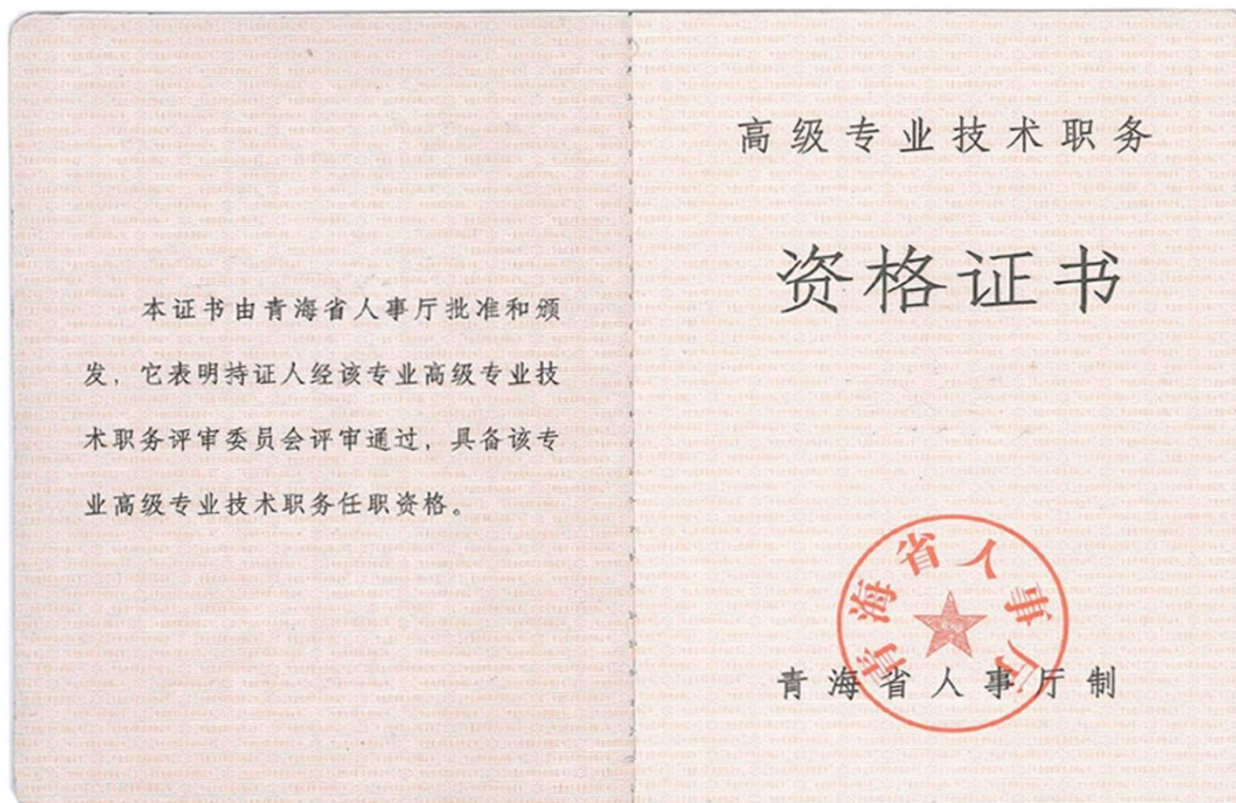 本证书由青海省人事厅批准和颁
发，它表明持证人经该专业高级专业技
术职务评审委员会评审通过，具备该专
业高级专业技术职务任职资格。
高级专业技术职务
资格证书
青海省人事厅
青海省人事厅制